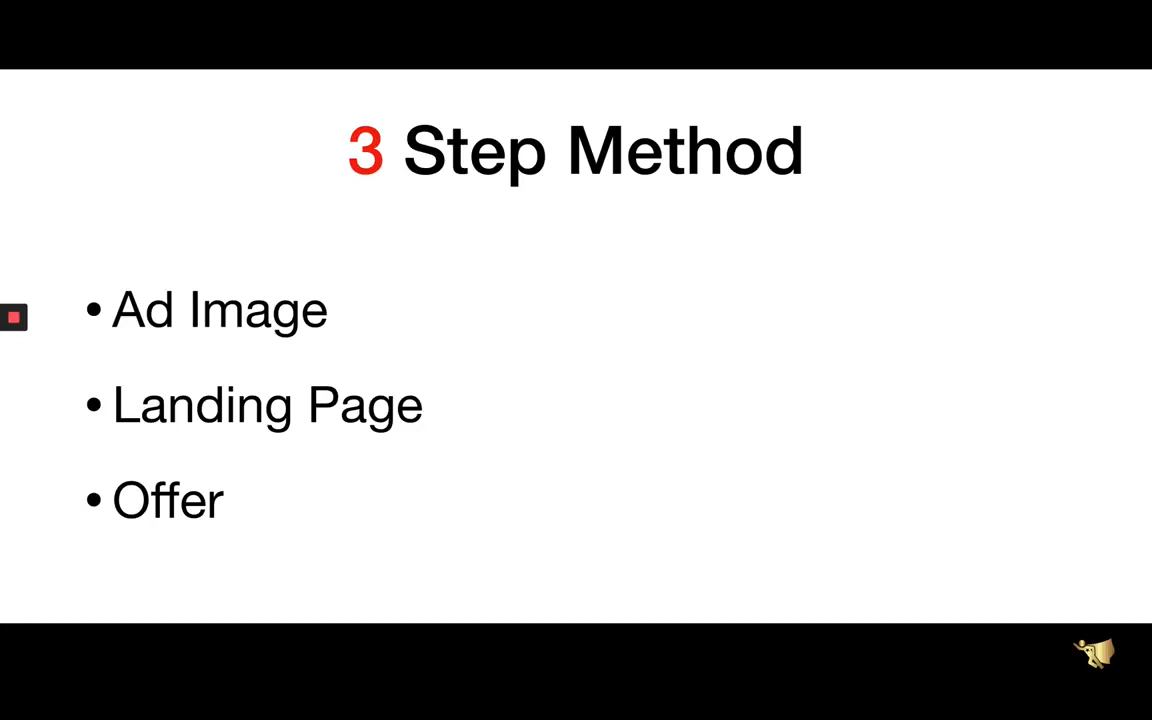 3 Step Method
• Ad Image
• Landing Page
• Offer